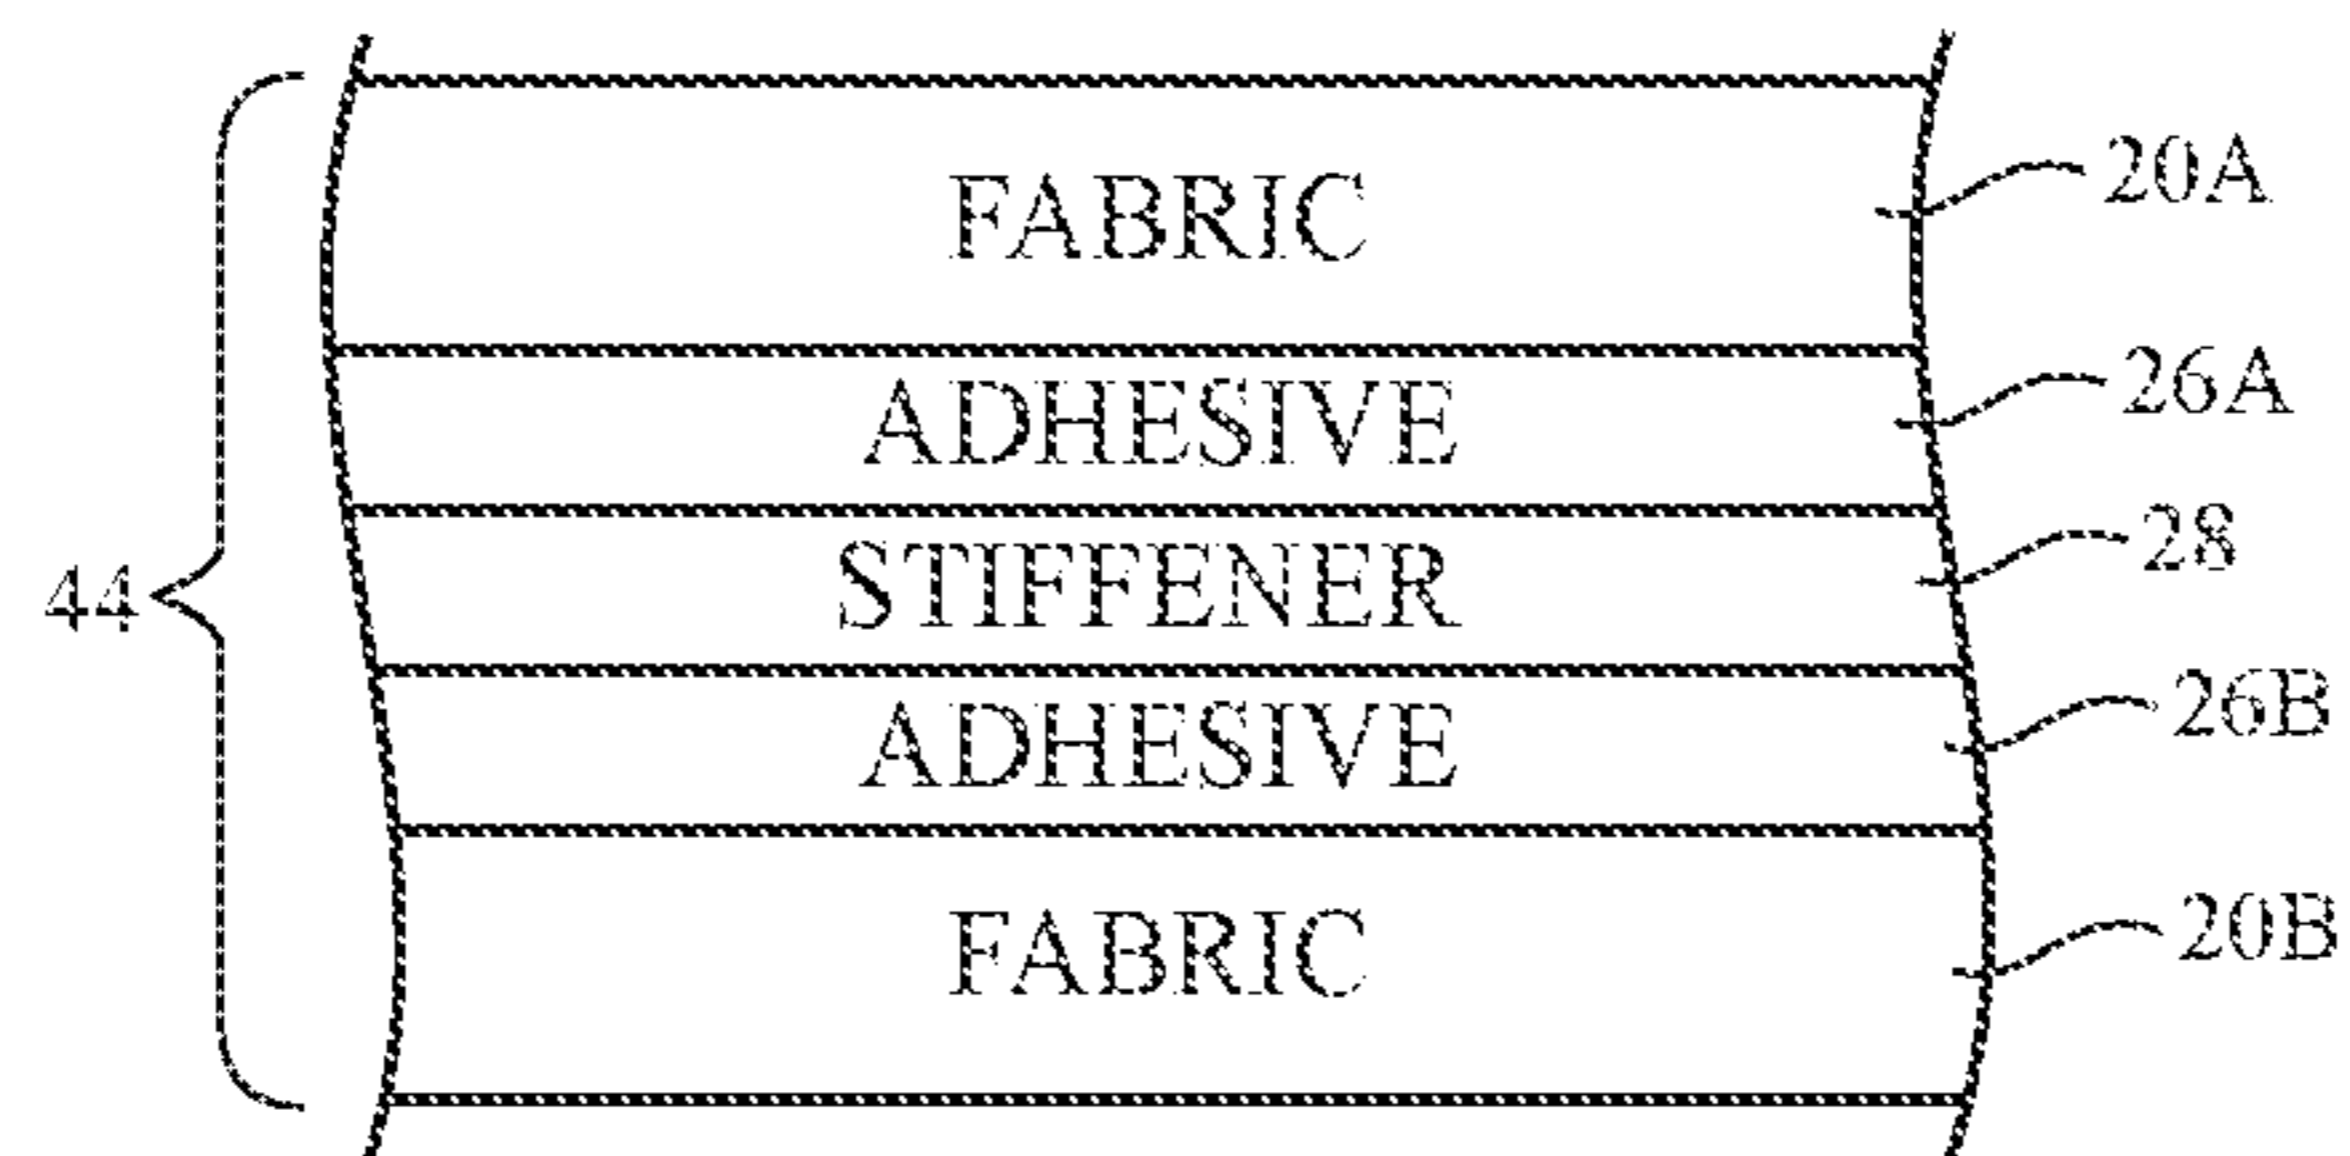 FABRIC 20A
ADHESIVE 26A
44 STIFFENER 28
ADHESIVE 26B
FABRIC 20B